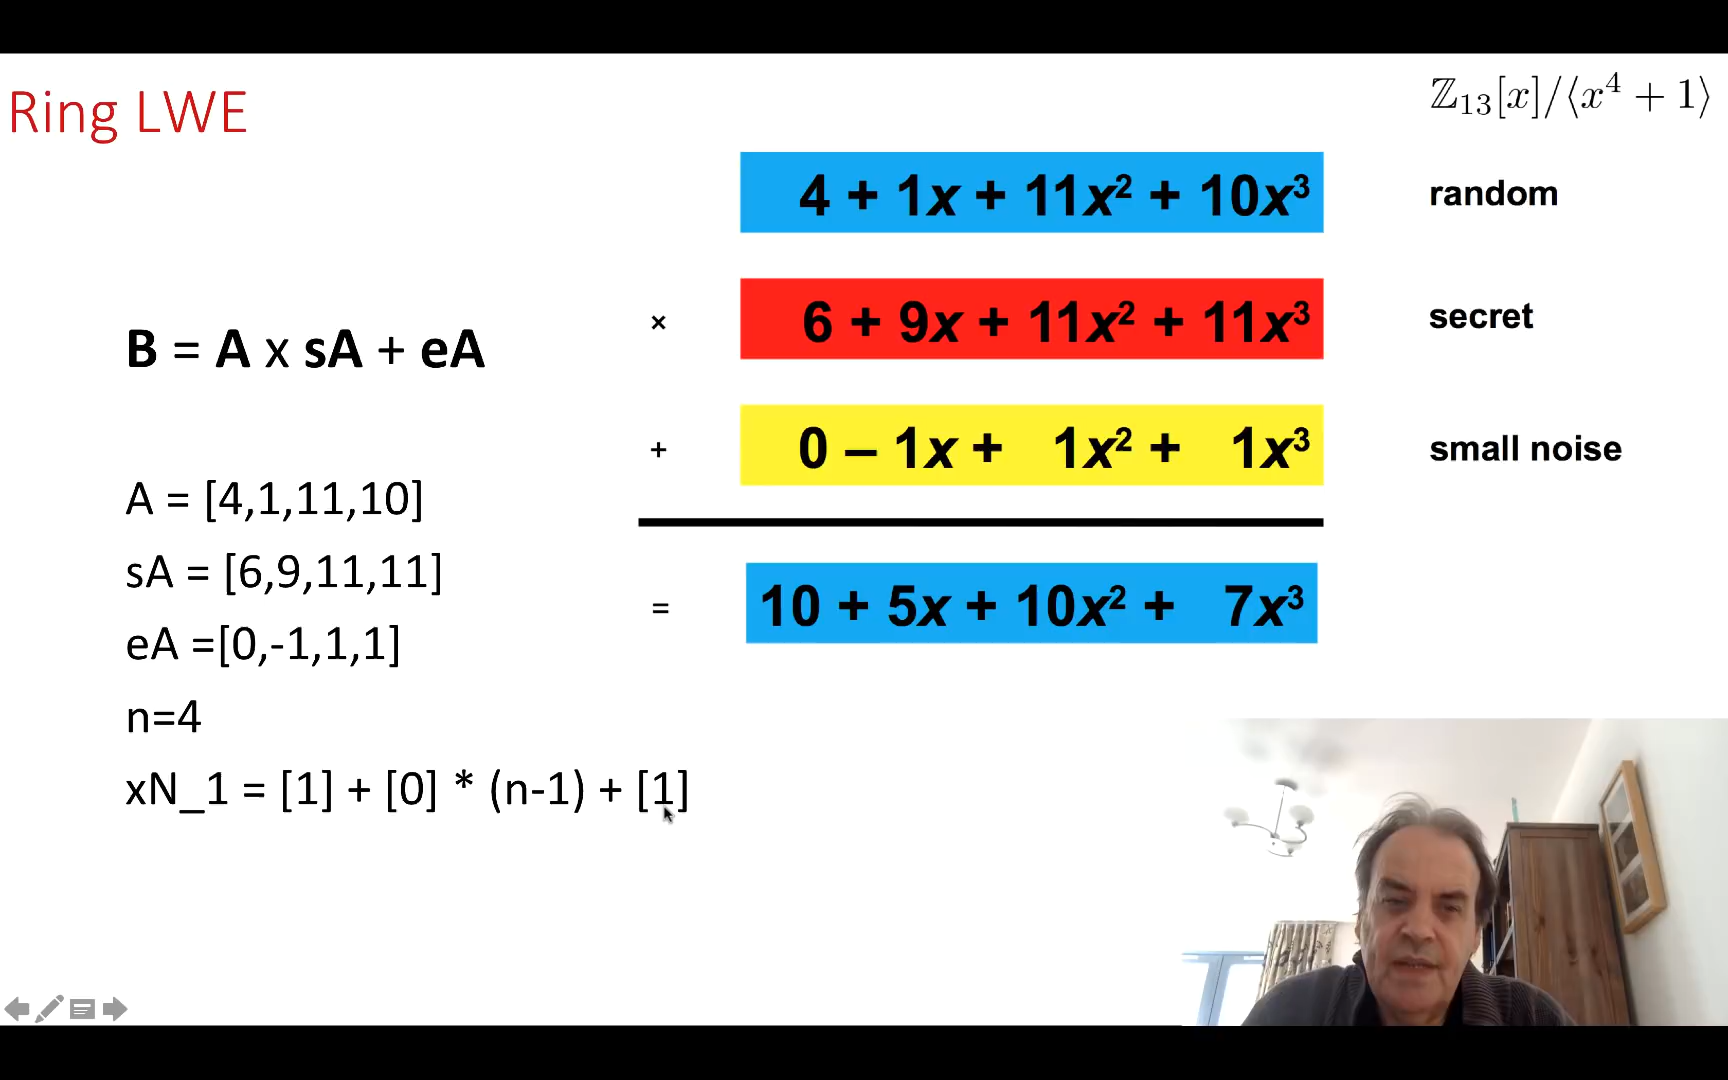 Ring LWE
ℤ₁₃[x]/⟨x⁴ + 1⟩
4 + 1x + 11x² + 10x³
random
× 6 + 9x + 11x² + 11x³
secret
B = A x sA + eA
+ 0 – 1x + 1x² + 1x³
small noise
= 10 + 5x + 10x² + 7x³
A = [4,1,11,10]
sA = [6,9,11,11]
eA =[0,-1,1,1]
n=4
xN_1 = [1] + [0] * (n-1) + [1]